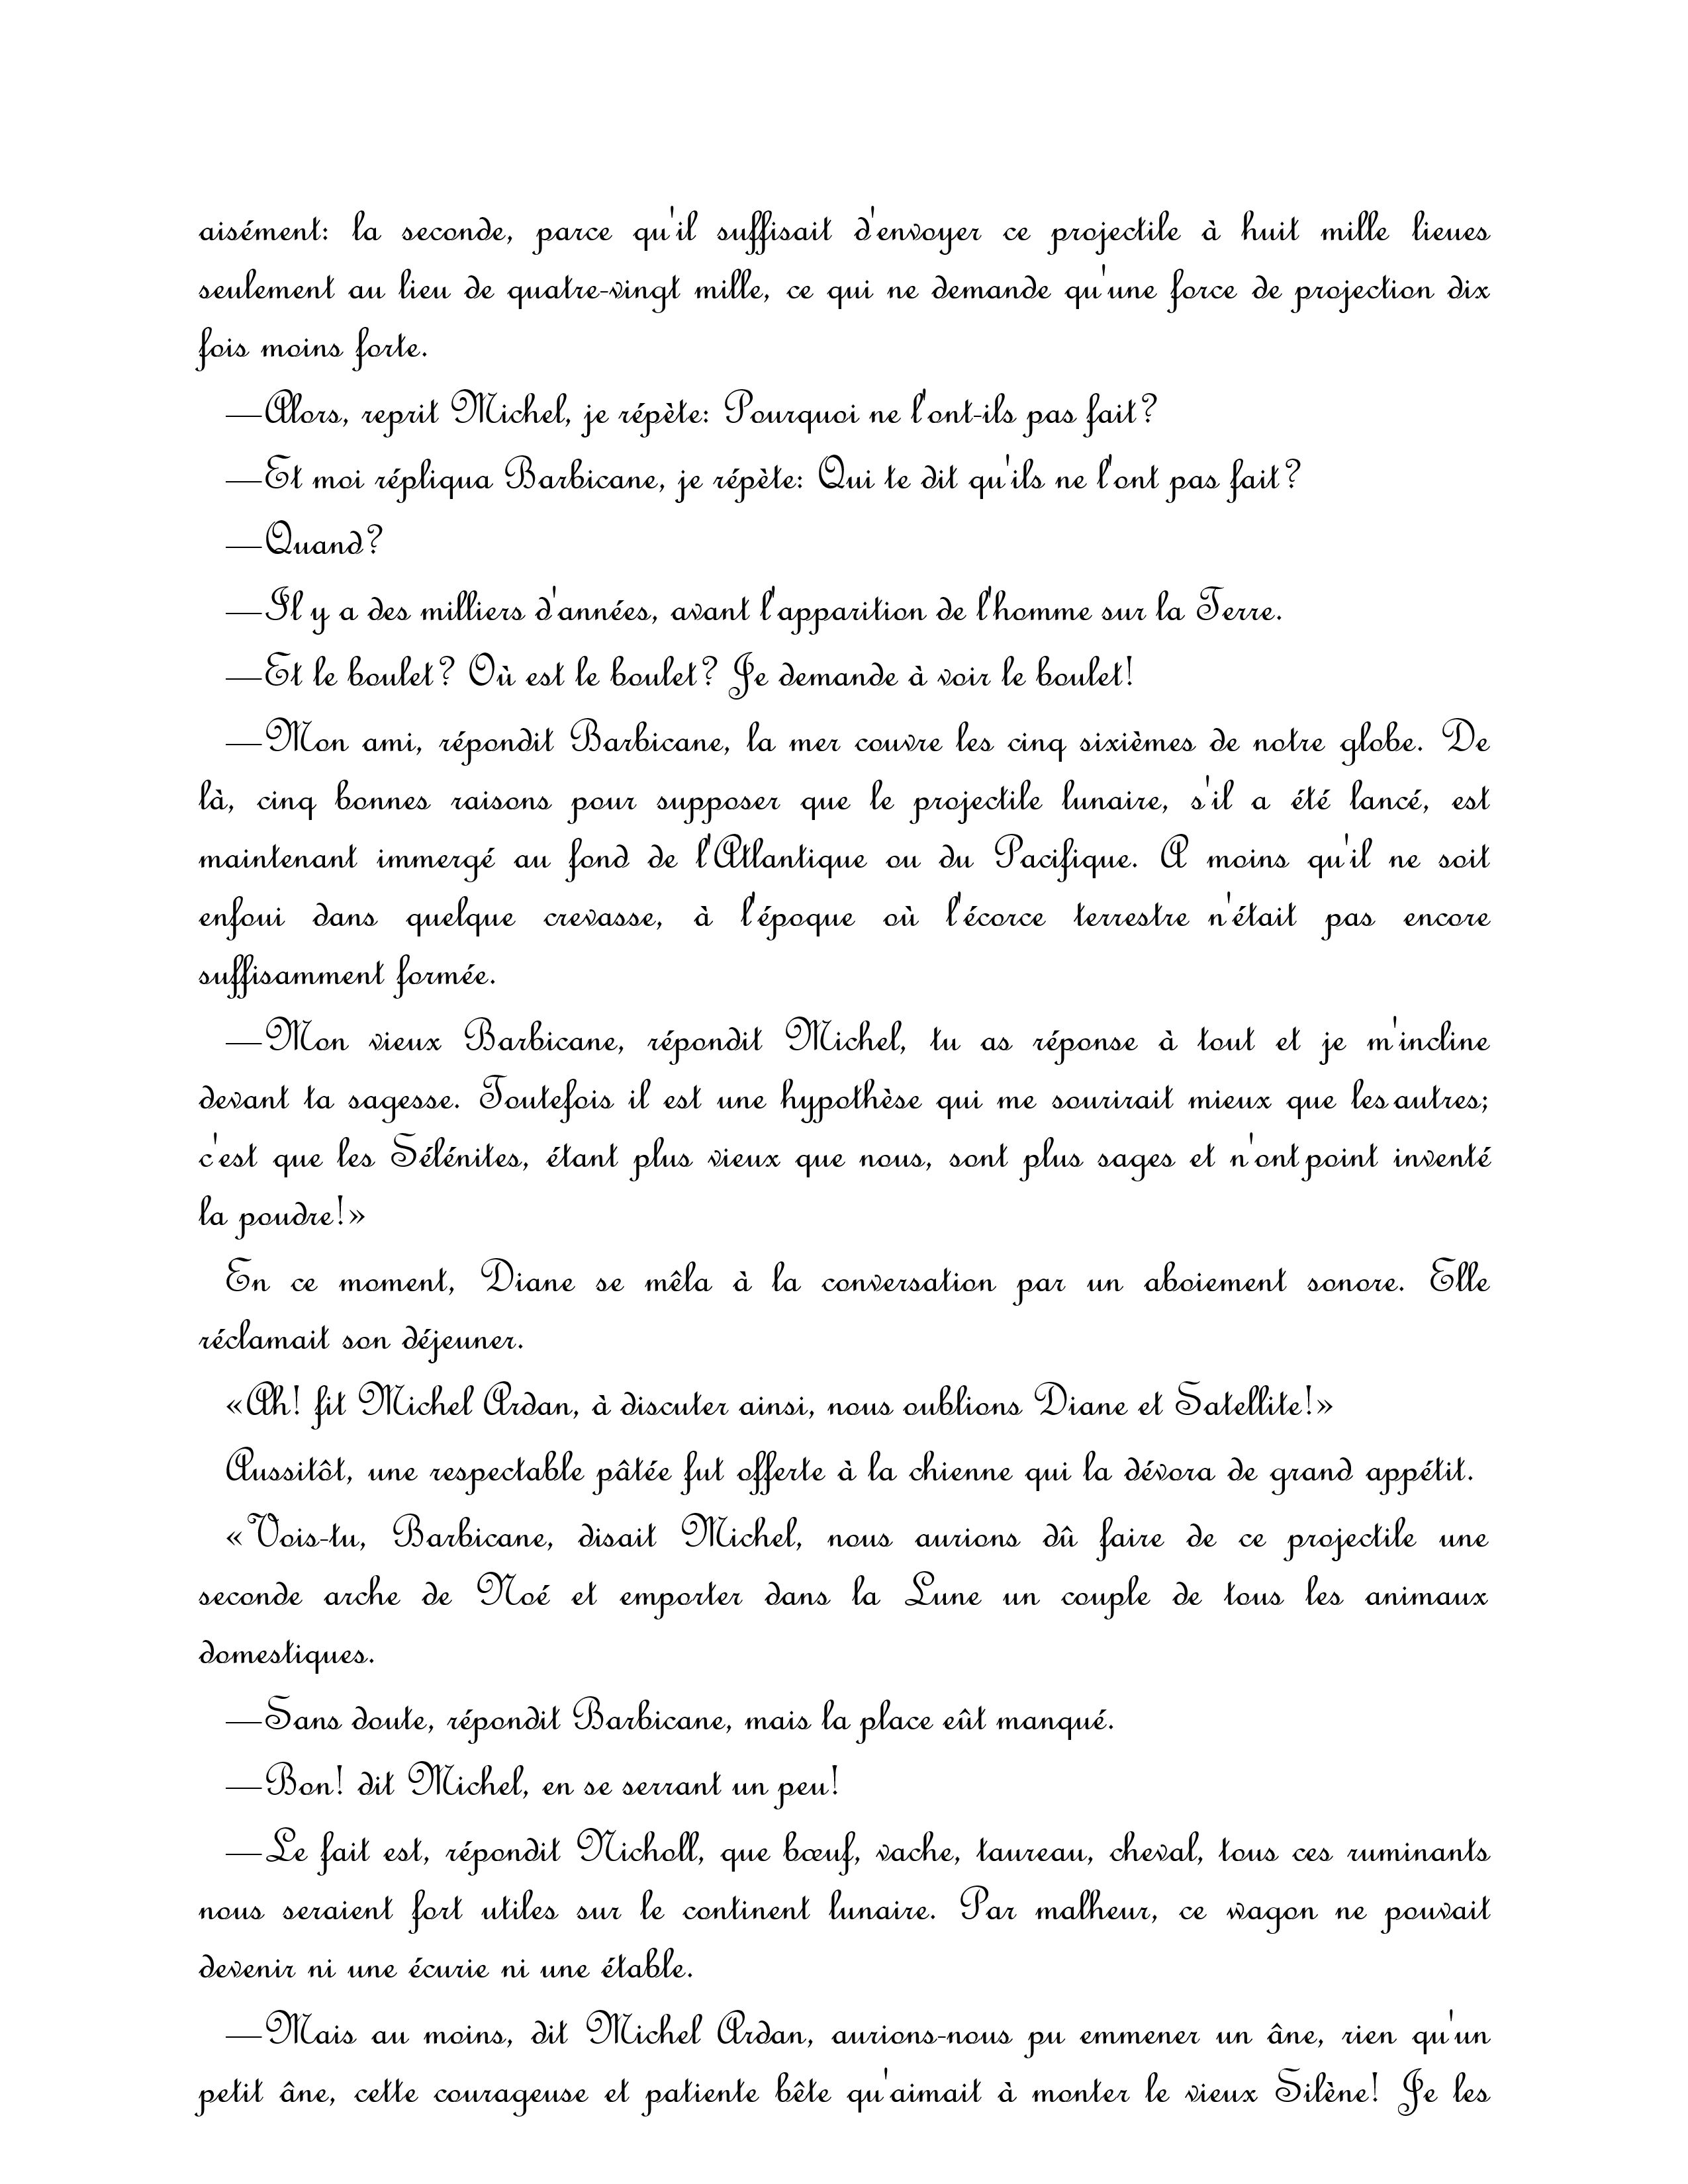 aisément: la seconde, parce qu'il suffisait d'envoyer ce projectile à huit mille lieues
seulement au lieu de quatre-vingt mille, ce qui ne demande qu'une force de projection dix
fois moins forte.
—Alors, reprit Michel, je répète: Pourquoi ne l'ont-ils pas fait?
—Et moi répliqua Barbicane, je répète: Qui te dit qu'ils ne l'ont pas fait?
—Quand?
—Il y a des milliers d'années, avant l'apparition de l'homme sur la Terre.
—Et le boulet? Où est le boulet? Je demande à voir le boulet!
—Mon ami, répondit Barbicane, la mer couvre les cinq sixièmes de notre globe. De
là, cinq bonnes raisons pour supposer que le projectile lunaire, s'il a été lancé, est
maintenant immergé au fond de l'Atlantique ou du Pacifique. A moins qu'il ne soit
enfoui dans quelque crevasse, à l'époque où l'écorce terrestre n'était pas encore
suffisamment formée.
—Mon vieux Barbicane, répondit Michel, tu as réponse à tout et je m'incline
devant ta sagesse. Toutefois il est une hypothèse qui me sourirait mieux que les autres;
c'est que les Sélénites, étant plus vieux que nous, sont plus sages et n'ont point inventé
la poudre!»
En ce moment, Diane se mêla à la conversation par un aboiement sonore. Elle
réclamait son déjeuner.
«Ah! fit Michel Ardan, à discuter ainsi, nous oublions Diane et Satellite!»
Aussitôt, une respectable pâtée fut offerte à la chienne qui la dévora de grand appétit.
«Vois-tu, Barbicane, disait Michel, nous aurions dû faire de ce projectile une
seconde arche de Noé et emporter dans la Lune un couple de tous les animaux
domestiques.
—Sans doute, répondit Barbicane, mais la place eût manqué.
—Bon! dit Michel, en se serrant un peu!
—Le fait est, répondit Nicholl, que bœuf, vache, taureau, cheval, tous ces ruminants
nous seraient fort utiles sur le continent lunaire. Par malheur, ce wagon ne pouvait
devenir ni une écurie ni une étable.
—Mais au moins, dit Michel Ardan, aurions-nous pu emmener un âne, rien qu'un
petit âne, cette courageuse et patiente bête qu'aimait à monter le vieux Silène! Je les